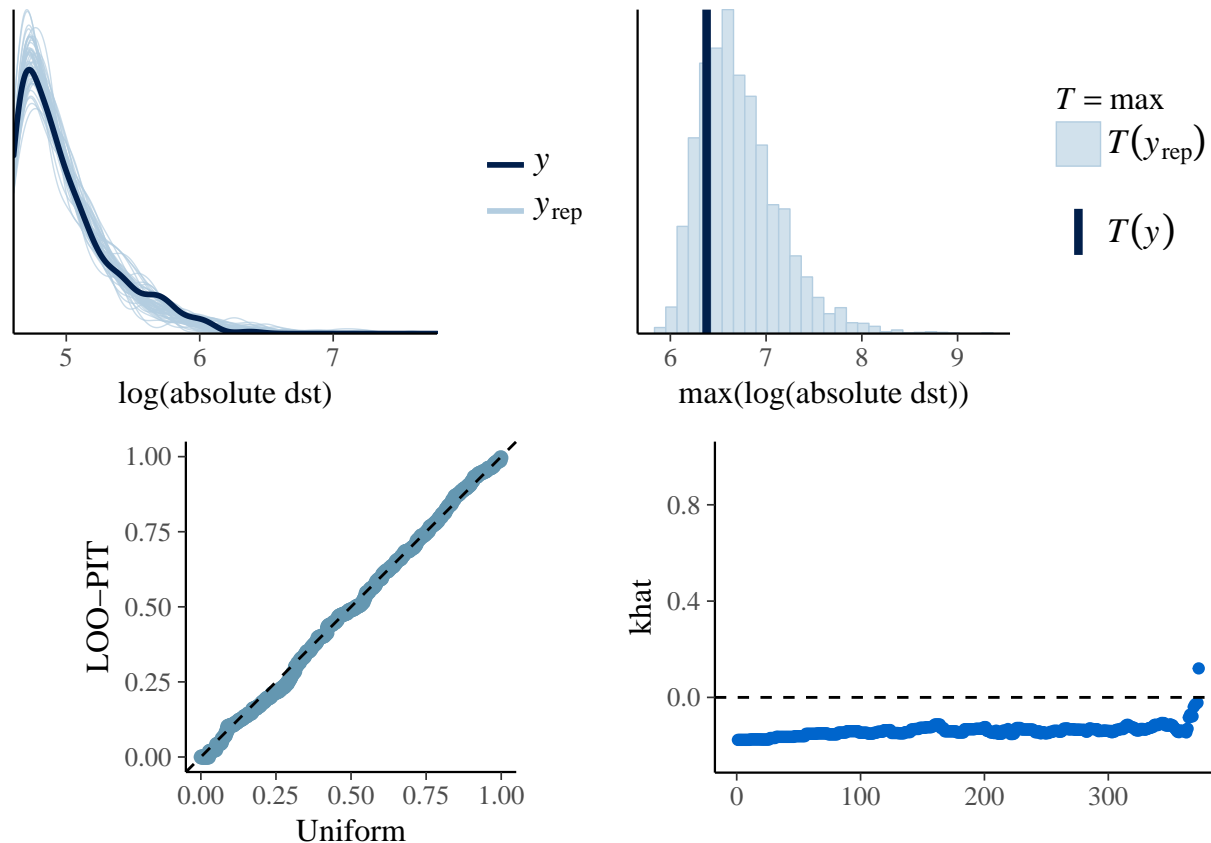 y
y_rep
5 6 7
log(absolute dst)
T = max
T(y_rep)
T(y)
6 7 8 9
max(log(absolute dst))
1.00
0.75
0.50
0.25
0.00
LOO−PIT
0.00 0.25 0.50 0.75 1.00
Uniform
0.8
0.4
0.0
khat
0 100 200 300